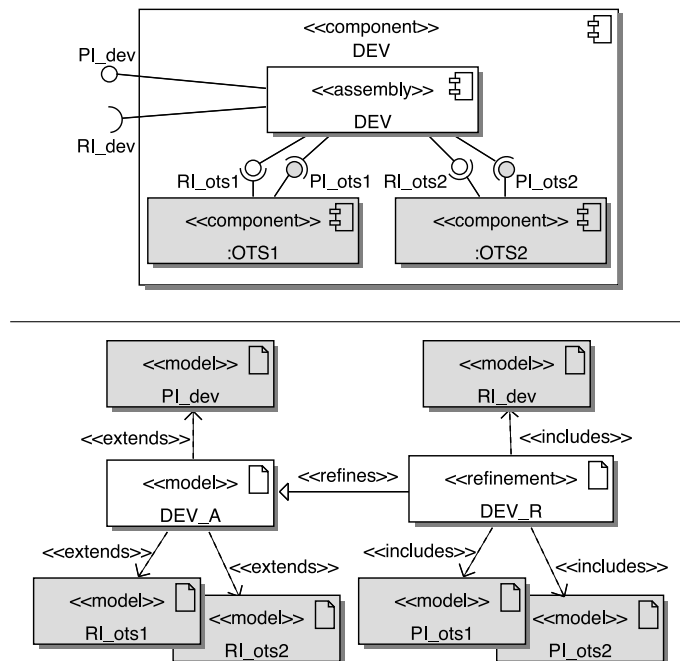 <<component>>
DEV
PI_dev
<<assembly>>
DEV
RI_dev
RI_ots1
PI_ots1
RI_ots2
PI_ots2
<<component>>
:OTS1
<<component>>
:OTS2
<<model>>
PI_dev
<<model>>
RI_dev
<<extends>>
<<includes>>
<<model>>
DEV_A
<<refines>>
<<refinement>>
DEV_R
<<extends>>
<<extends>>
<<includes>>
<<includes>>
<<model>>
RI_ots1
<<model>>
RI_ots2
<<model>>
PI_ots1
<<model>>
PI_ots2